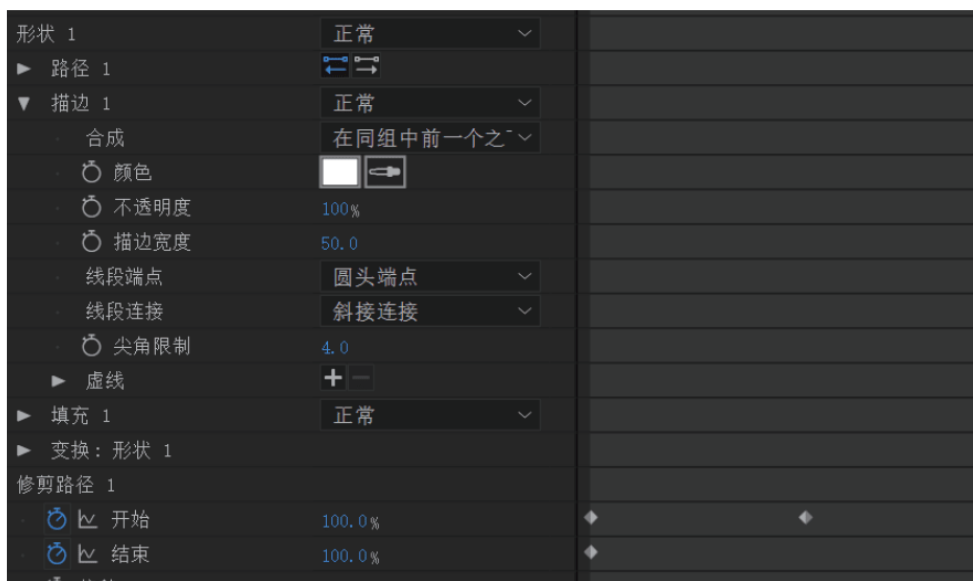 形状 1 正常
路径 1
描边 1 正常
合成 在同组中前一个之
颜色
不透明度 100%
描边宽度 50.0
线段端点 圆头端点
线段连接 斜接连接
尖角限制 4.0
虚线
填充 1 正常
变换: 形状 1
修剪路径 1
开始 100.0%
结束 100.0%